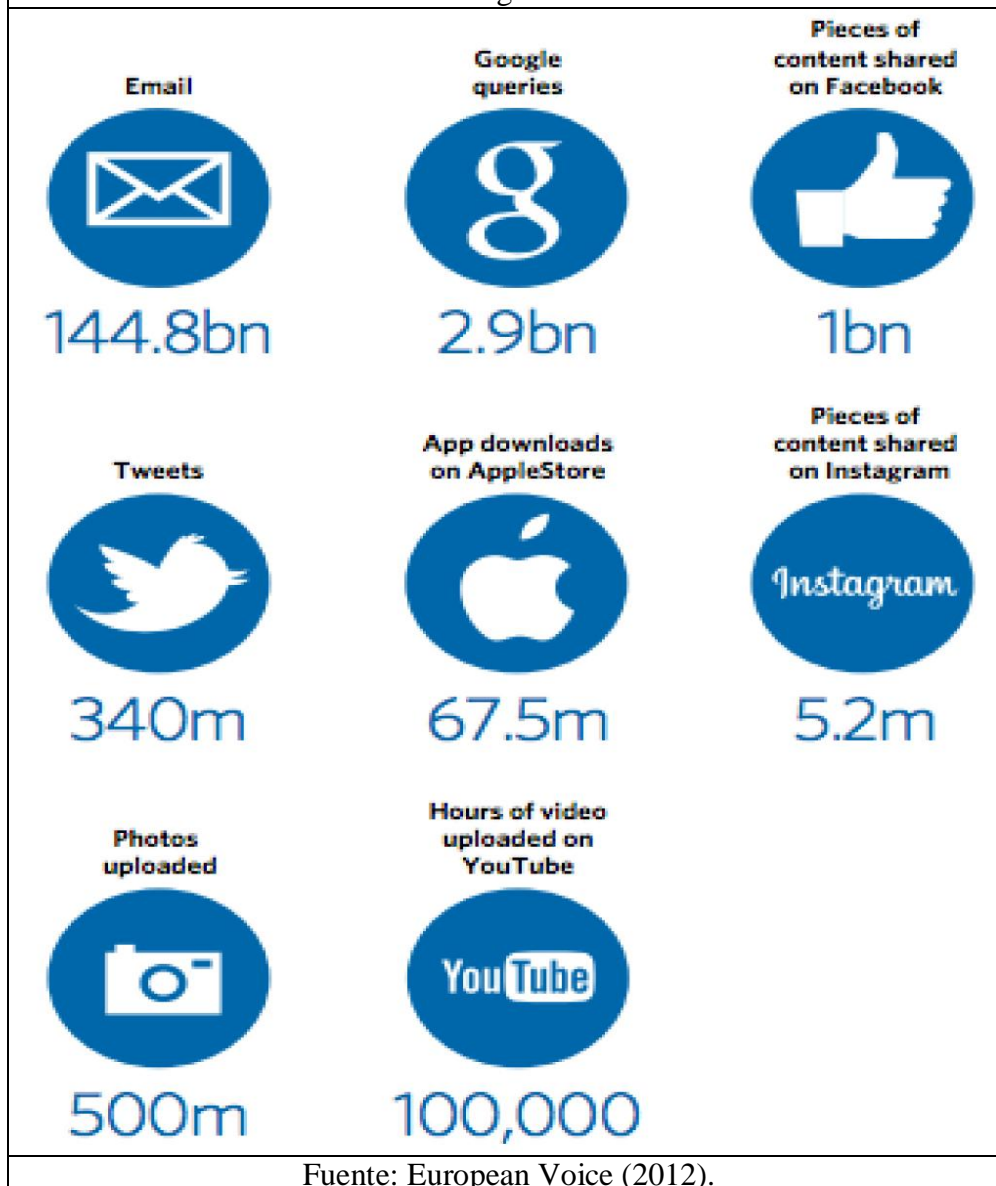 Email
144.8bn
Google
queries
g
2.9bn
Pieces of
content shared
on Facebook
1bn
Tweets
340m
App downloads
on AppleStore
67.5m
Pieces of
content shared
on Instagram
Instagram
5.2m
Photos
uploaded
500m
Hours of video
uploaded on
YouTube
YouTube
100,000
Fuente: European Voice (2012).